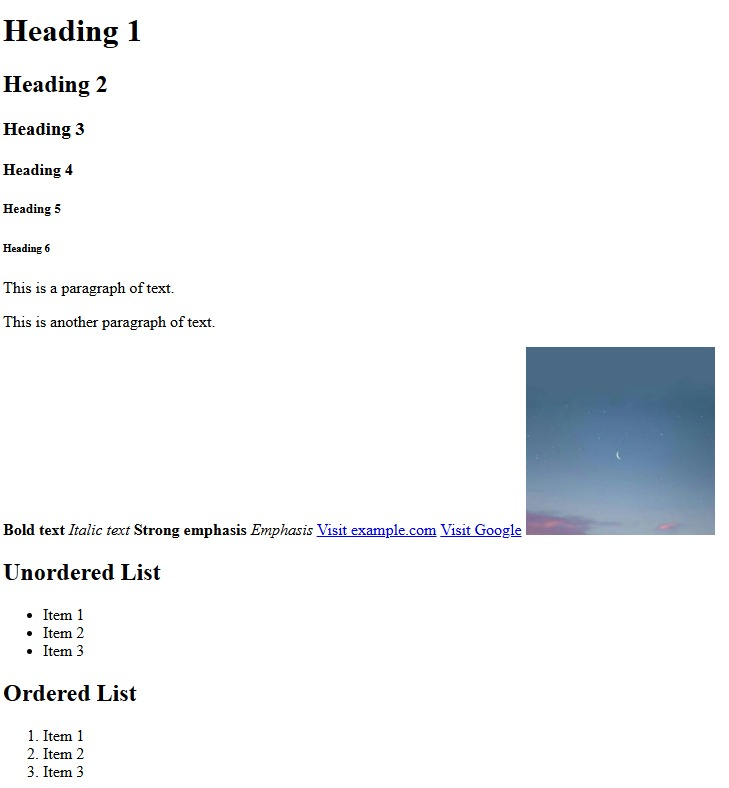 Heading 1
Heading 2
Heading 3
Heading 4
Heading 5
Heading 6
This is a paragraph of text.
This is another paragraph of text.
Bold text Italic text Strong emphasis Emphasis Visit example.com Visit Google
Unordered List
• Item 1
• Item 2
• Item 3
Ordered List
1. Item 1
2. Item 2
3. Item 3